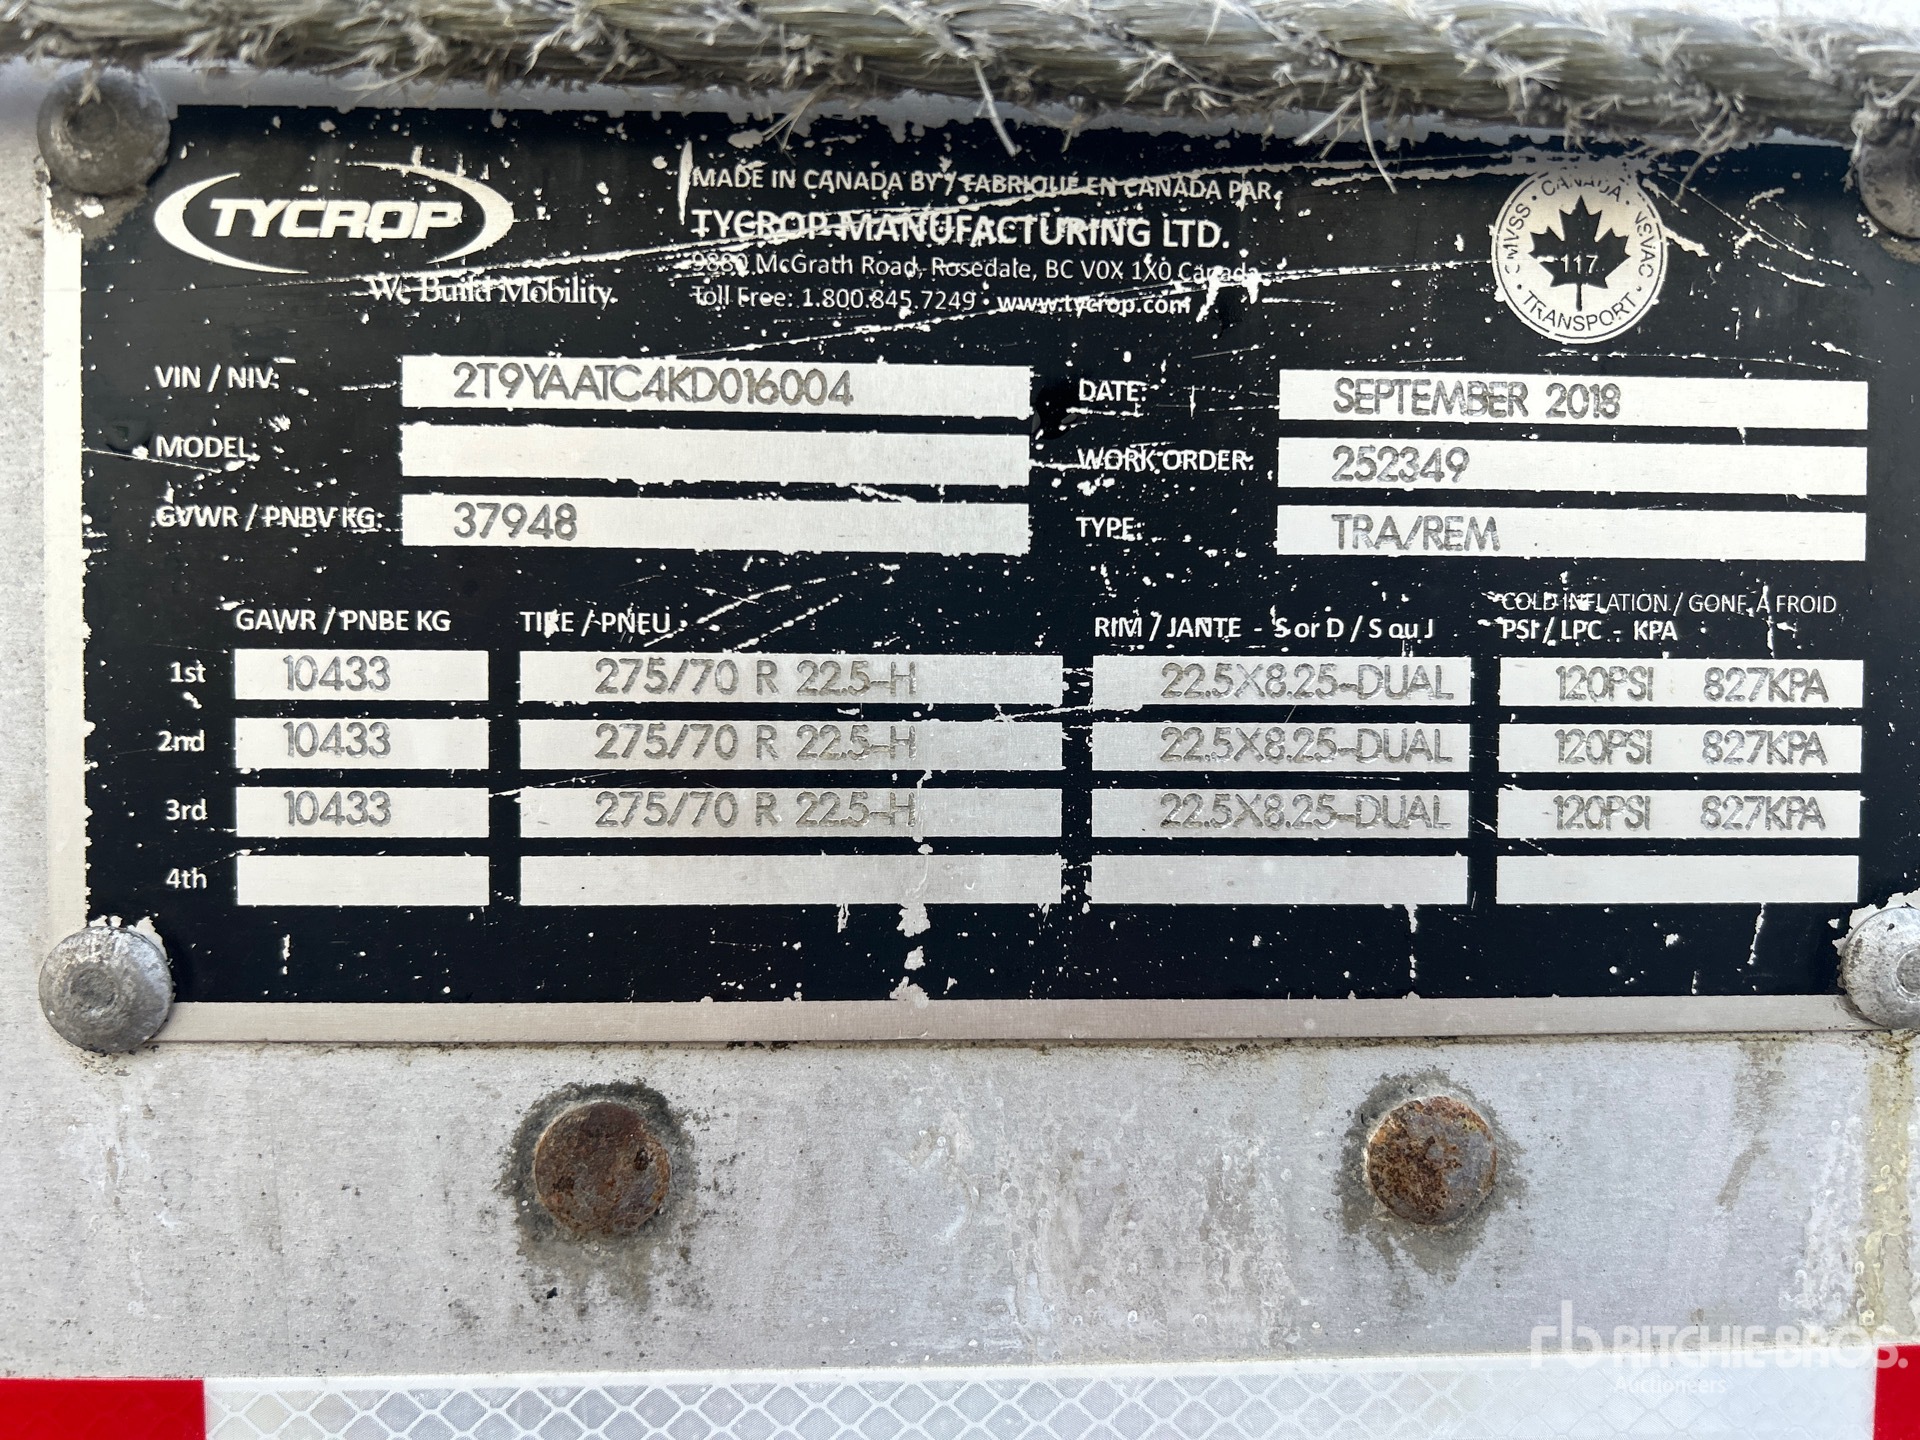 TYCROP
We Build Mobility.
MADE IN CANADA BY / FABRIQUÉ EN CANADA PAR
TYCROP MANUFACTURING LTD.
9880 McGrath Road, Rosedale, BC V0X 1X0 Canada
Toll Free: 1.800.845.7249 • www.tycrop.com
CANADA • NSVAC • TRANSPORT • CMVSS •
117
VIN / NIV: 2T9YAATC4KD016004 DATE: SEPTEMBER 2018
MODEL: WORK ORDER: 252349
GVWR / PNBV KG: 37948 TYPE: TRA/REM
GAWR / PNBE KG TIRE / PNEU RIM / JANTE - S or D / S ou J COLD INFLATION / GONF. À FROID
PSI / LPC - KPA
1st 10433 275/70 R 22.5-H 22.5X8.25-DUAL 120PSI 827KPA
2nd 10433 275/70 R 22.5-H 22.5X8.25-DUAL 120PSI 827KPA
3rd 10433 275/70 R 22.5-H 22.5X8.25-DUAL 120PSI 827KPA
4th
rb RITCHIE BROS.
Auctioneers